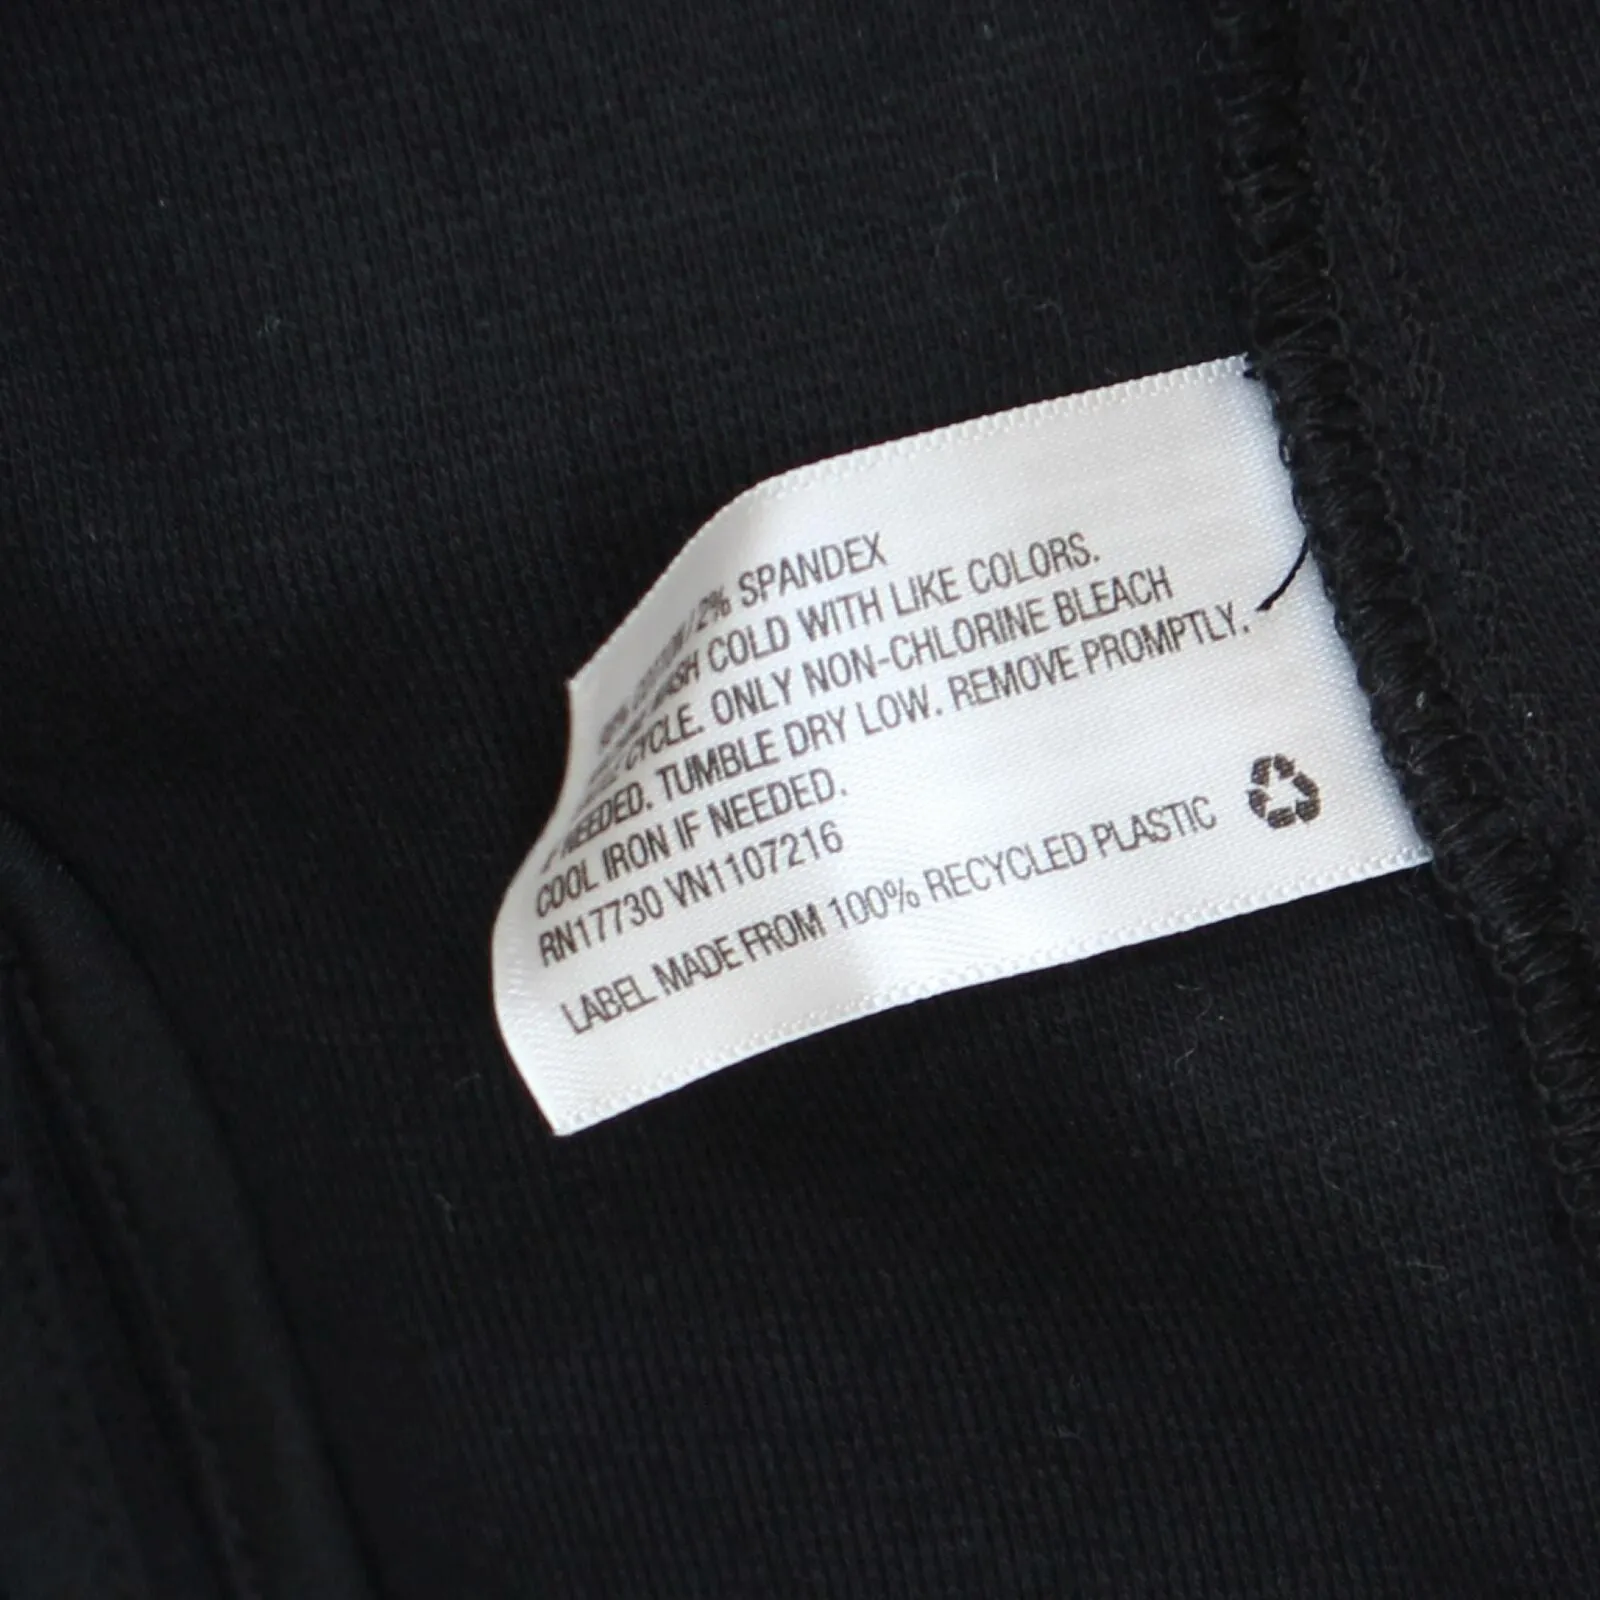 2% SPANDEX
WASH COLD WITH LIKE COLORS.
CYCLE. ONLY NON-CHLORINE BLEACH
NEEDED. TUMBLE DRY LOW. REMOVE PROMPTLY.
COOL IRON IF NEEDED.
RN17730 VN1107216
LABEL MADE FROM 100% RECYCLED PLASTIC